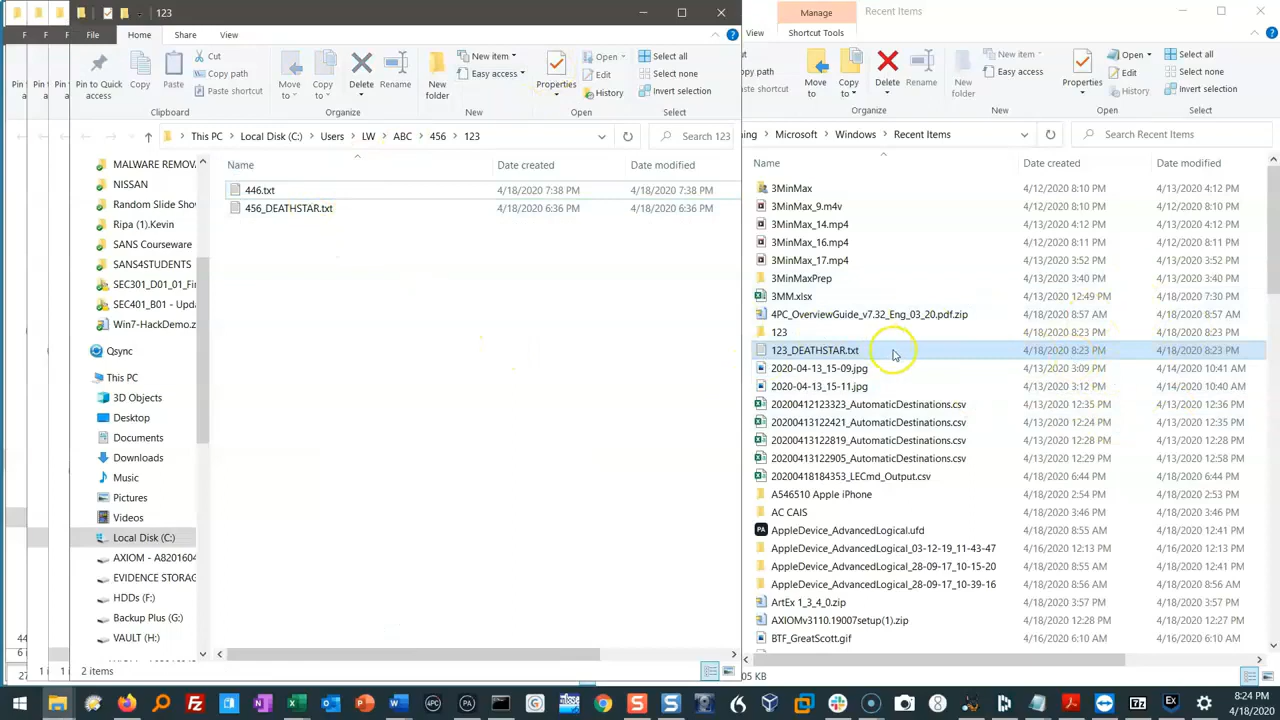 123
Manage
Recent Items
File
Home
Share
View
View
Shortcut Tools
Pin to Quick access
Copy
Paste
Cut
Copy path
Paste shortcut
Move to
Copy to
Delete
Rename
New folder
New item
Easy access
Properties
Open
Edit
History
Select all
Select none
Invert selection
Clipboard
Organize
New
Open
Select
py path
ste shortcut
Move to
Copy to
Delete
Rename
New folder
New item
Easy access
Properties
Open
Edit
History
Select all
Select none
Invert selection
Organize
New
Open
Select
This PC
Local Disk (C:)
Users
LW
ABC
456
123
Search 123
Microsoft
Windows
Recent Items
Search Recent Items
MALWARE REMOV
NISSAN
Random Slide Sho
Ripa (1).Kevin
SANS Courseware
SANS4STUDENTS
SEC301_D01_01_Fi
SEC401_B01 - Upda
Win7-HackDemo.z
Qsync
This PC
3D Objects
Desktop
Documents
Downloads
Music
Pictures
Videos
Local Disk (C:)
AXIOM - A8201604
EVIDENCE STORAG
HDDs (F:)
Backup Plus (G:)
VAULT (H:)
2 items
Name Date created Date modified
446.txt 4/18/2020 7:38 PM 4/18/2020 7:38 PM
456_DEATHSTAR.txt 4/18/2020 6:36 PM 4/18/2020 6:36 PM
Name Date created Date modified
3MinMax 4/12/2020 8:10 PM 4/13/2020 4:12 PM
3MinMax_9.m4v 4/12/2020 8:10 PM 4/12/2020 8:10 PM
3MinMax_14.mp4 4/13/2020 4:12 PM 4/13/2020 4:12 PM
3MinMax_16.mp4 4/12/2020 8:11 PM 4/12/2020 8:11 PM
3MinMax_17.mp4 4/13/2020 3:52 PM 4/13/2020 3:52 PM
3MinMaxPrep 4/13/2020 3:40 PM 4/13/2020 3:40 PM
3MM.xlsx 4/13/2020 12:49 PM 4/18/2020 7:30 PM
4PC_OverviewGuide_v7.32_Eng_03_20.pdf.zip 4/18/2020 8:57 AM 4/18/2020 8:57 AM
123 4/18/2020 8:23 PM 4/18/2020 8:23 PM
123_DEATHSTAR.txt 4/18/2020 8:23 PM 4/18/2020 8:23 PM
2020-04-13_15-09.jpg 4/13/2020 3:09 PM 4/14/2020 10:41 AM
2020-04-13_15-11.jpg 4/13/2020 3:12 PM 4/14/2020 10:40 AM
20200412123323_AutomaticDestinations.csv 4/13/2020 12:35 PM 4/13/2020 12:36 PM
20200413122421_AutomaticDestinations.csv 4/13/2020 12:24 PM 4/13/2020 12:24 PM
20200413122819_AutomaticDestinations.csv 4/13/2020 12:28 PM 4/13/2020 12:28 PM
20200413122905_AutomaticDestinations.csv 4/13/2020 12:29 PM 4/13/2020 12:58 PM
20200418184353_LECmd_Output.csv 4/18/2020 6:44 PM 4/18/2020 6:44 PM
A546510 Apple iPhone 4/18/2020 2:54 PM 4/18/2020 2:53 PM
AC CAIS 4/18/2020 3:46 PM 4/18/2020 3:46 PM
AppleDevice_AdvancedLogical.ufd 4/18/2020 8:55 AM 4/18/2020 12:41 PM
AppleDevice_AdvancedLogical_03-12-19_11-43-47 4/16/2020 12:13 PM 4/16/2020 12:13 PM
AppleDevice_AdvancedLogical_28-09-17_10-15-20 4/18/2020 8:55 AM 4/18/2020 12:41 PM
AppleDevice_AdvancedLogical_28-09-17_10-39-16 4/18/2020 8:56 AM 4/18/2020 8:56 AM
ArtEx 1_3_4_0.zip 4/18/2020 3:57 PM 4/18/2020 3:57 PM
AXIOMv3110.19007setup(1).zip 4/18/2020 12:28 PM 4/18/2020 12:27 PM
BTF_GreatScott.gif 4/16/2020 6:10 AM 4/16/2020 6:10 AM
8:24 PM
4/18/2020